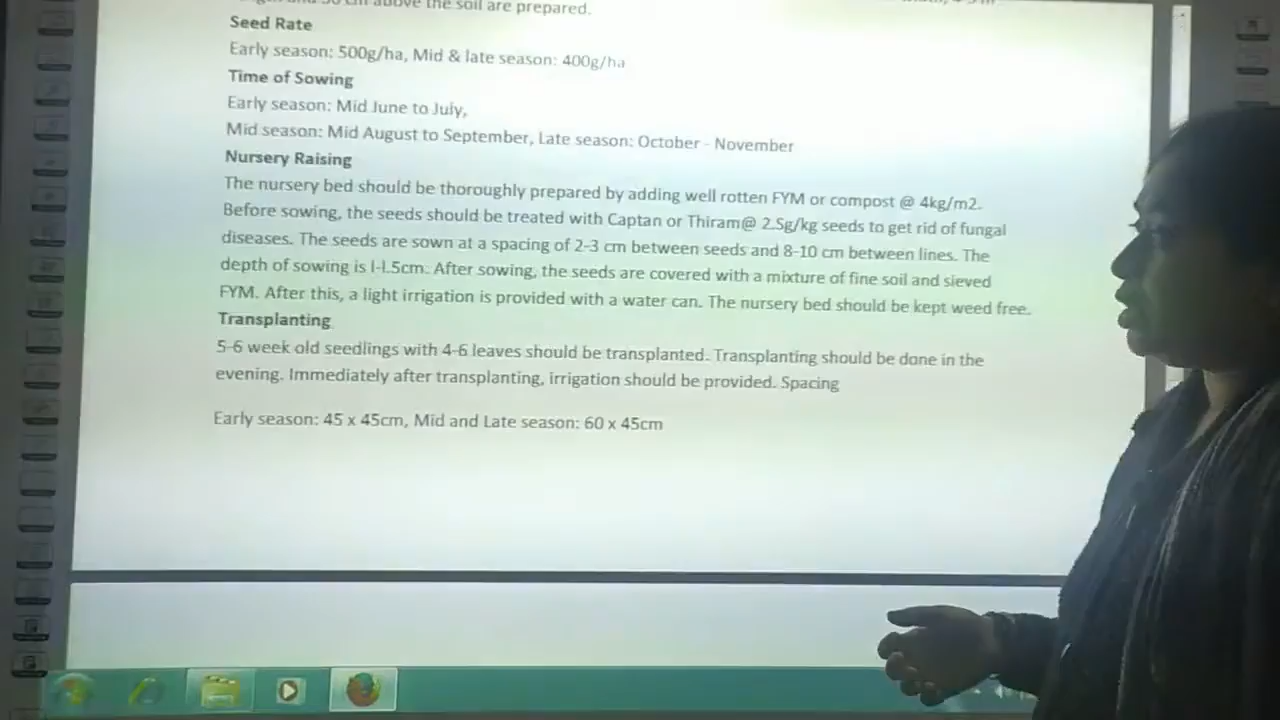 above the soil are prepared.
Seed Rate
Early season: 500g/ha, Mid & late season: 400g/ha
Time of Sowing
Early season: Mid June to July,
Mid season: Mid August to September, Late season: October - November
Nursery Raising
The nursery bed should be thoroughly prepared by adding well rotten FYM or compost @ 4kg/m2.
Before sowing, the seeds should be treated with Captan or Thiram@ 2.Sg/kg seeds to get rid of fungal
diseases. The seeds are sown at a spacing of 2-3 cm between seeds and 8-10 cm between lines. The
depth of sowing is l-l.5cm. After sowing, the seeds are covered with a mixture of fine soil and sieved
FYM. After this, a light irrigation is provided with a water can. The nursery bed should be kept weed free.
Transplanting
5-6 week old seedlings with 4-6 leaves should be transplanted. Transplanting should be done in the
evening. Immediately after transplanting, irrigation should be provided. Spacing
Early season: 45 x 45cm, Mid and Late season: 60 x 45cm